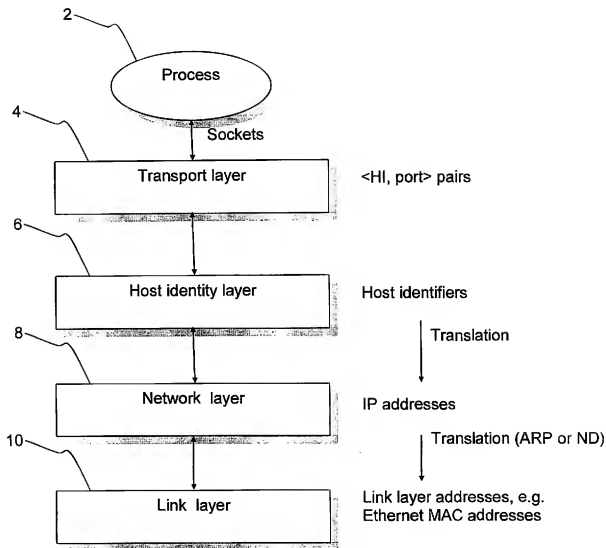 2
Process
Sockets
4
Transport layer
<HI, port> pairs
6
Host identity layer
Host identifiers
Translation
8
Network layer
IP addresses
Translation (ARP or ND)
10
Link layer
Link layer addresses, e.g.
Ethernet MAC addresses